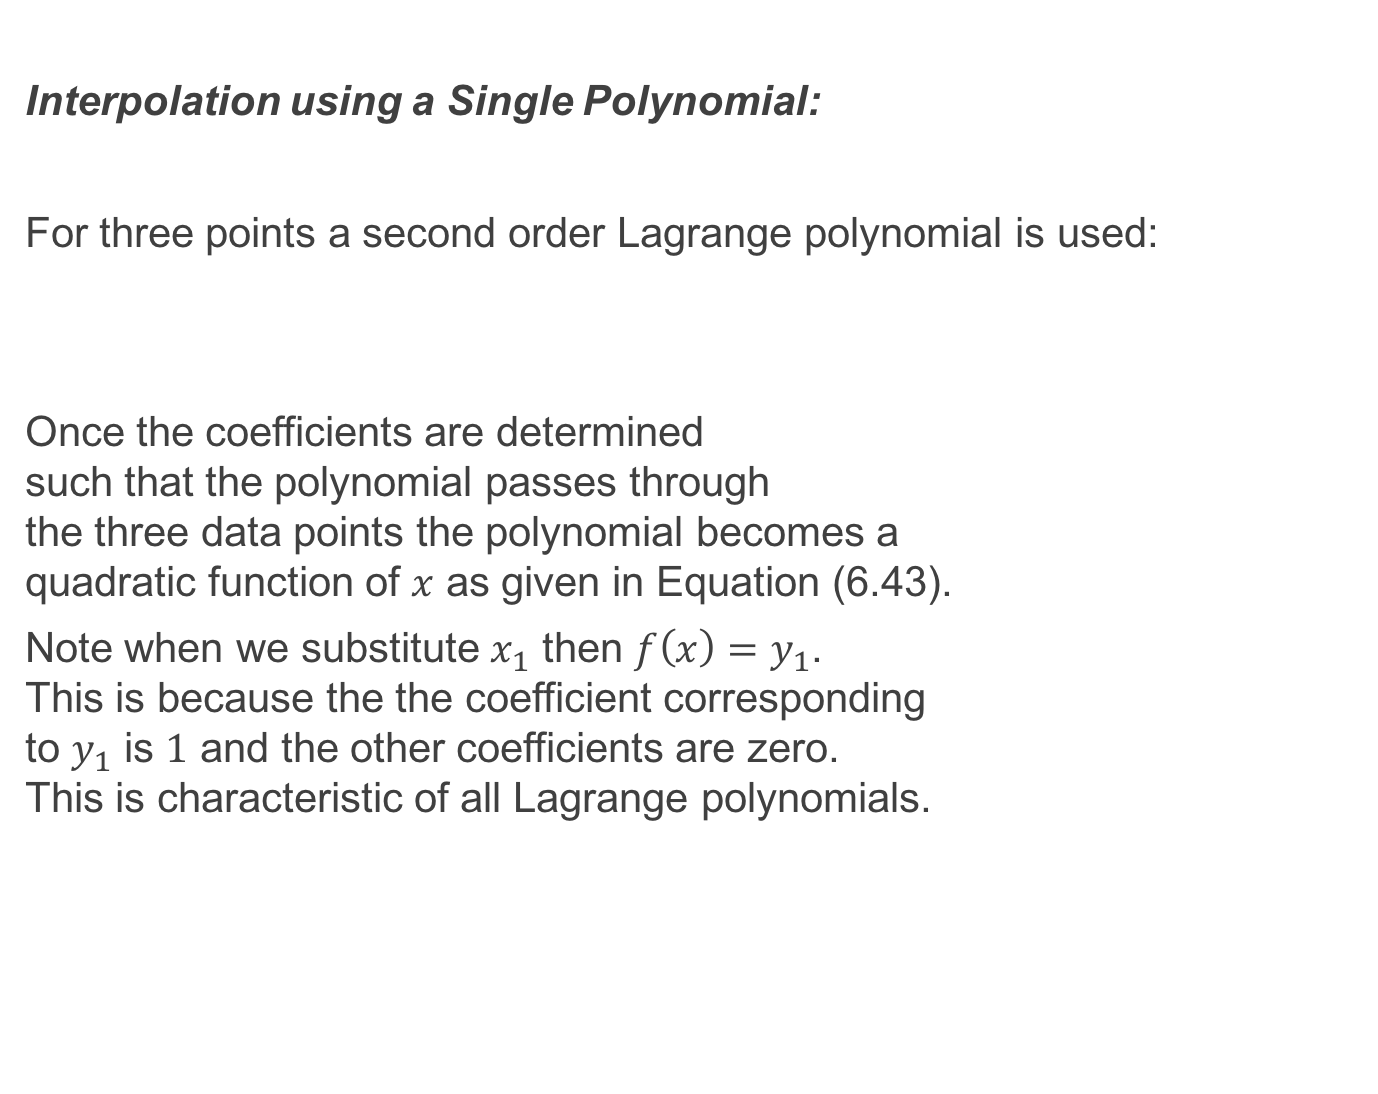 Interpolation using a Single Polynomial:
For three points a second order Lagrange polynomial is used:
Once the coefficients are determined
such that the polynomial passes through
the three data points the polynomial becomes a
quadratic function of 𝑥 as given in Equation (6.43).
Note when we substitute 𝑥₁ then 𝑓(𝑥) = 𝑦₁.
This is because the the coefficient corresponding
to 𝑦₁ is 1 and the other coefficients are zero.
This is characteristic of all Lagrange polynomials.